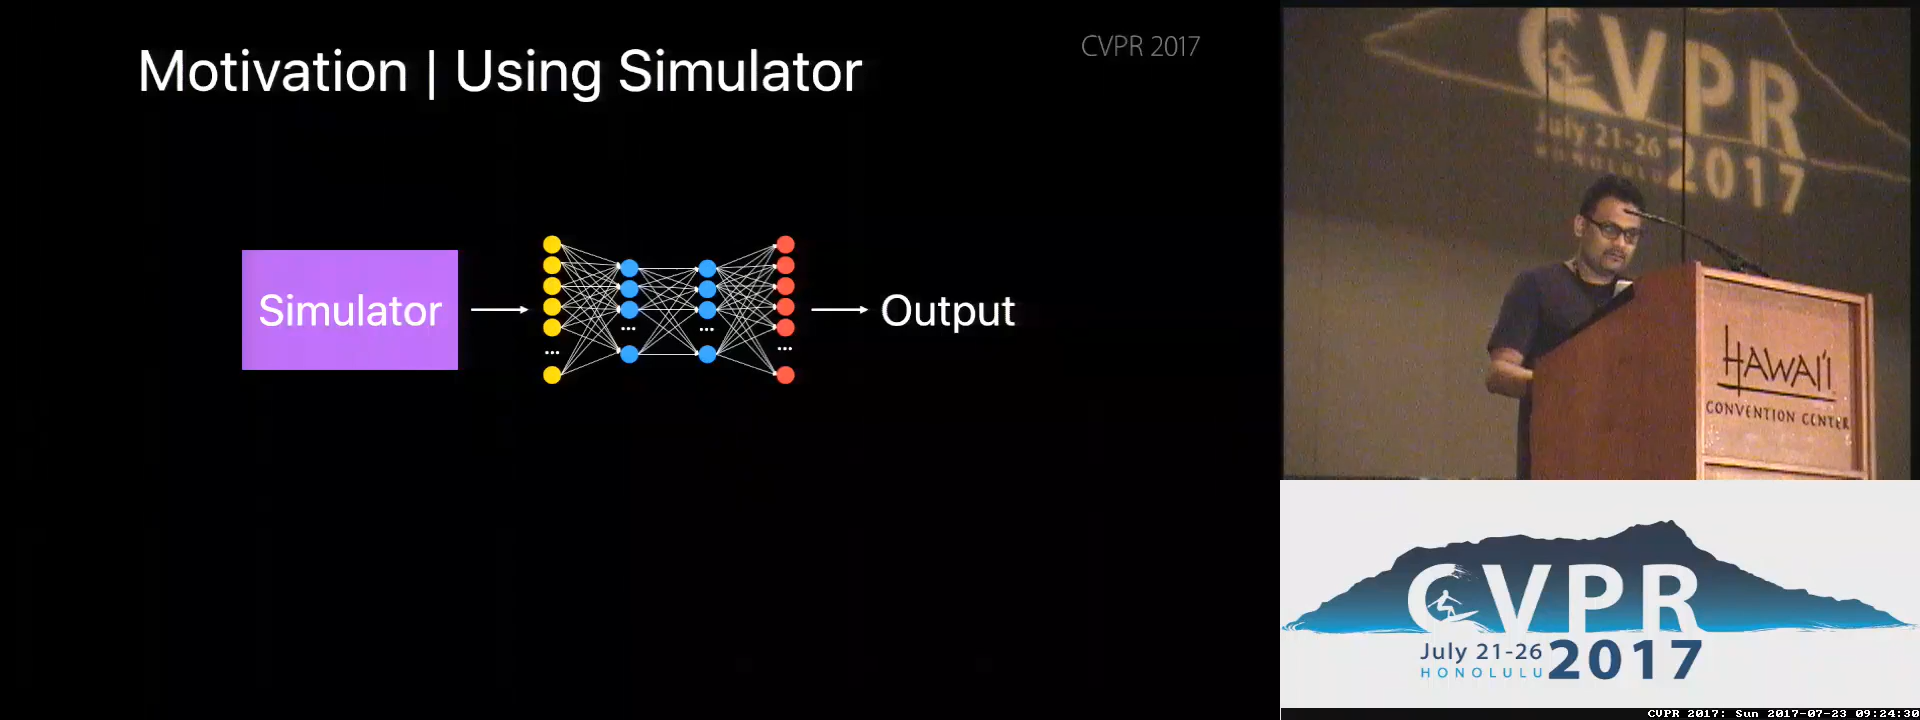 Motivation | Using Simulator
CVPR 2017
Simulator
Output
...
...
...
...
CVPR
July 21-26
HONOLULU
2017
HAWAI'I
CONVENTION CENTER
CVPR
July 21-26
HONOLULU
2017
CVPR 2017: Sun 2017-07-23 09:24:30